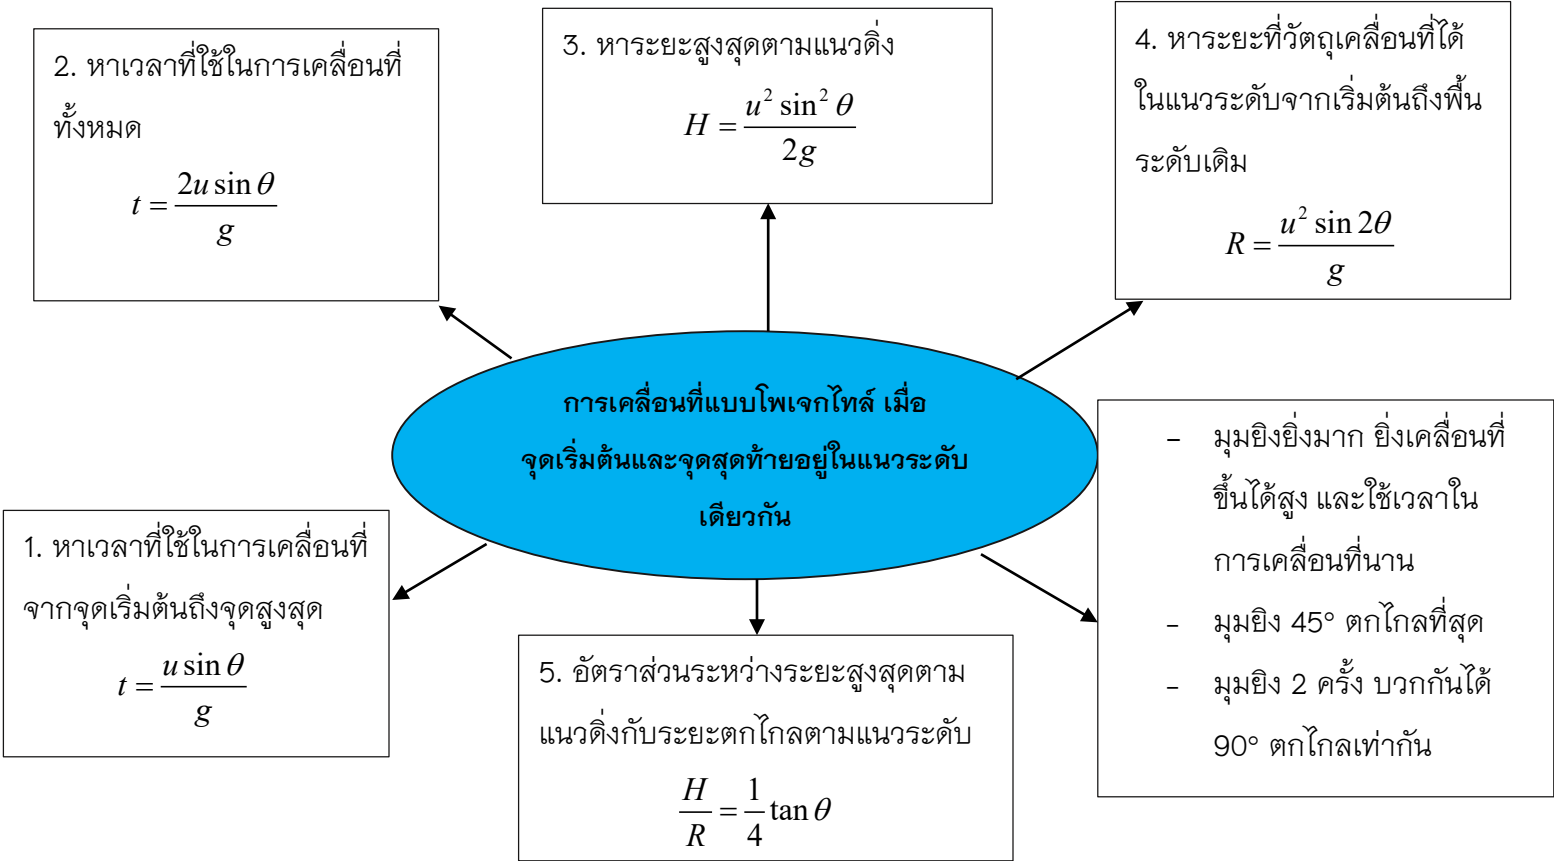 2. หาเวลาที่ใช้ในการเคลื่อนที่
ทั้งหมด
t = \frac{2u \sin θ}{g}
3. หาระยะสูงสุดตามแนวดิ่ง
H = \frac{u^2 \sin^2 θ}{2g}
4. หาระยะที่วัตถุเคลื่อนที่ได้
ในแนวระดับจากเริ่มต้นถึงพื้น
ระดับเดิม
R = \frac{u^2 \sin 2θ}{g}
การเคลื่อนที่แบบโพเจกไทล์ เมื่อ
จุดเริ่มต้นและจุดสุดท้ายอยู่ในแนวระดับ
เดียวกัน
1. หาเวลาที่ใช้ในการเคลื่อนที่
จากจุดเริ่มต้นถึงจุดสูงสุด
t = \frac{u \sin θ}{g}
5. อัตราส่วนระหว่างระยะสูงสุดตาม
แนวดิ่งกับระยะตกไกลตามแนวระดับ
\frac{H}{R} = \frac{1}{4} \tan θ
- มุมยิงยิ่งมาก ยิ่งเคลื่อนที่
ขึ้นได้สูง และใช้เวลาใน
การเคลื่อนที่นาน
- มุมยิง 45° ตกไกลที่สุด
- มุมยิง 2 ครั้ง บวกกันได้
90° ตกไกลเท่ากัน